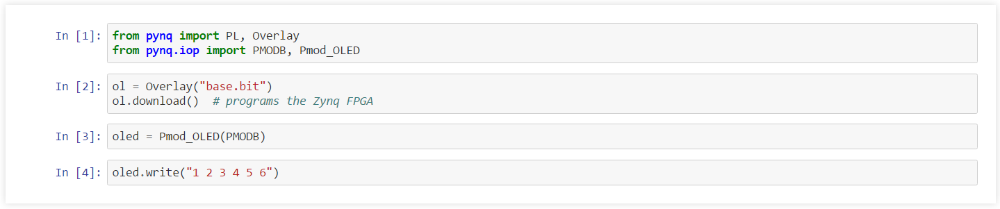 In [1]: from pynq import PL, Overlay
from pynq.iop import PMODB, Pmod_OLED
In [2]: ol = Overlay("base.bit")
ol.download()  # programs the Zynq FPGA
In [3]: oled = Pmod_OLED(PMODB)
In [4]: oled.write("1 2 3 4 5 6")